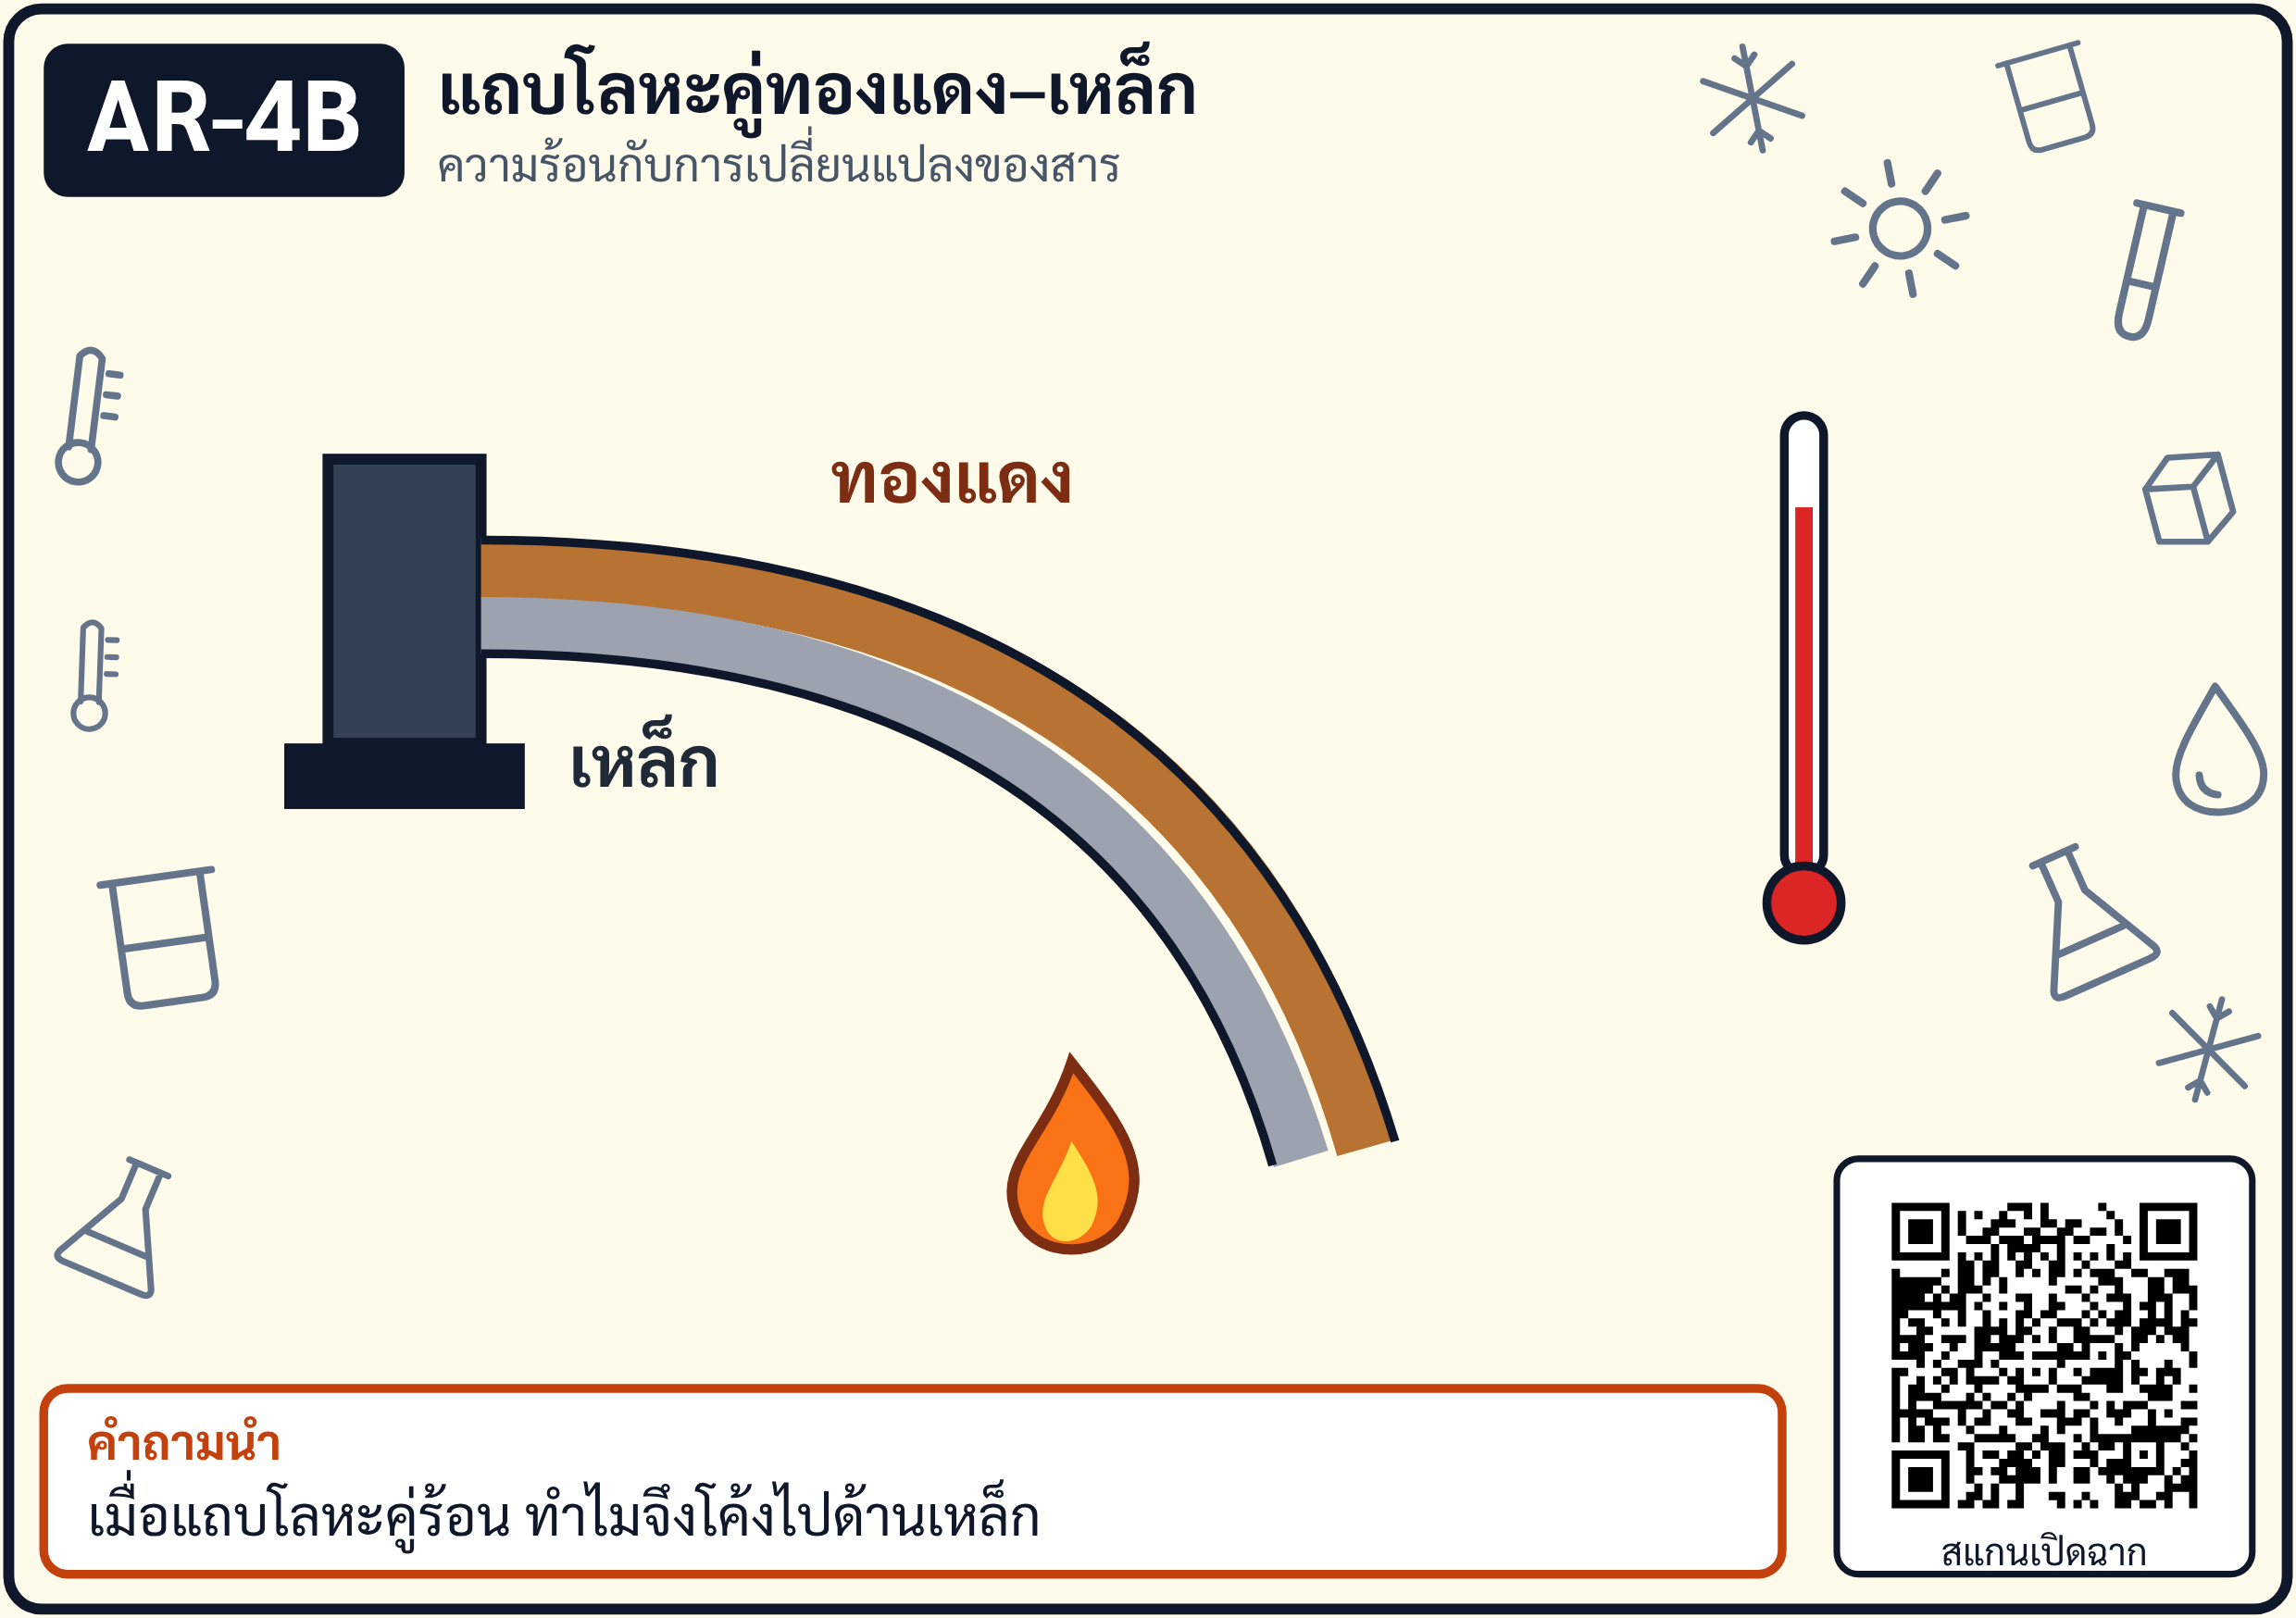 AR-4B
แถบโลหะคู่ทองแดง–เหล็ก
ความร้อนกับการเปลี่ยนแปลงของสาร
ทองแดง
เหล็ก
คำถามนำ
เมื่อแถบโลหะคู่ร้อน ทำไมจึงโค้งไปด้านเหล็ก
สแกนเปิดฉาก